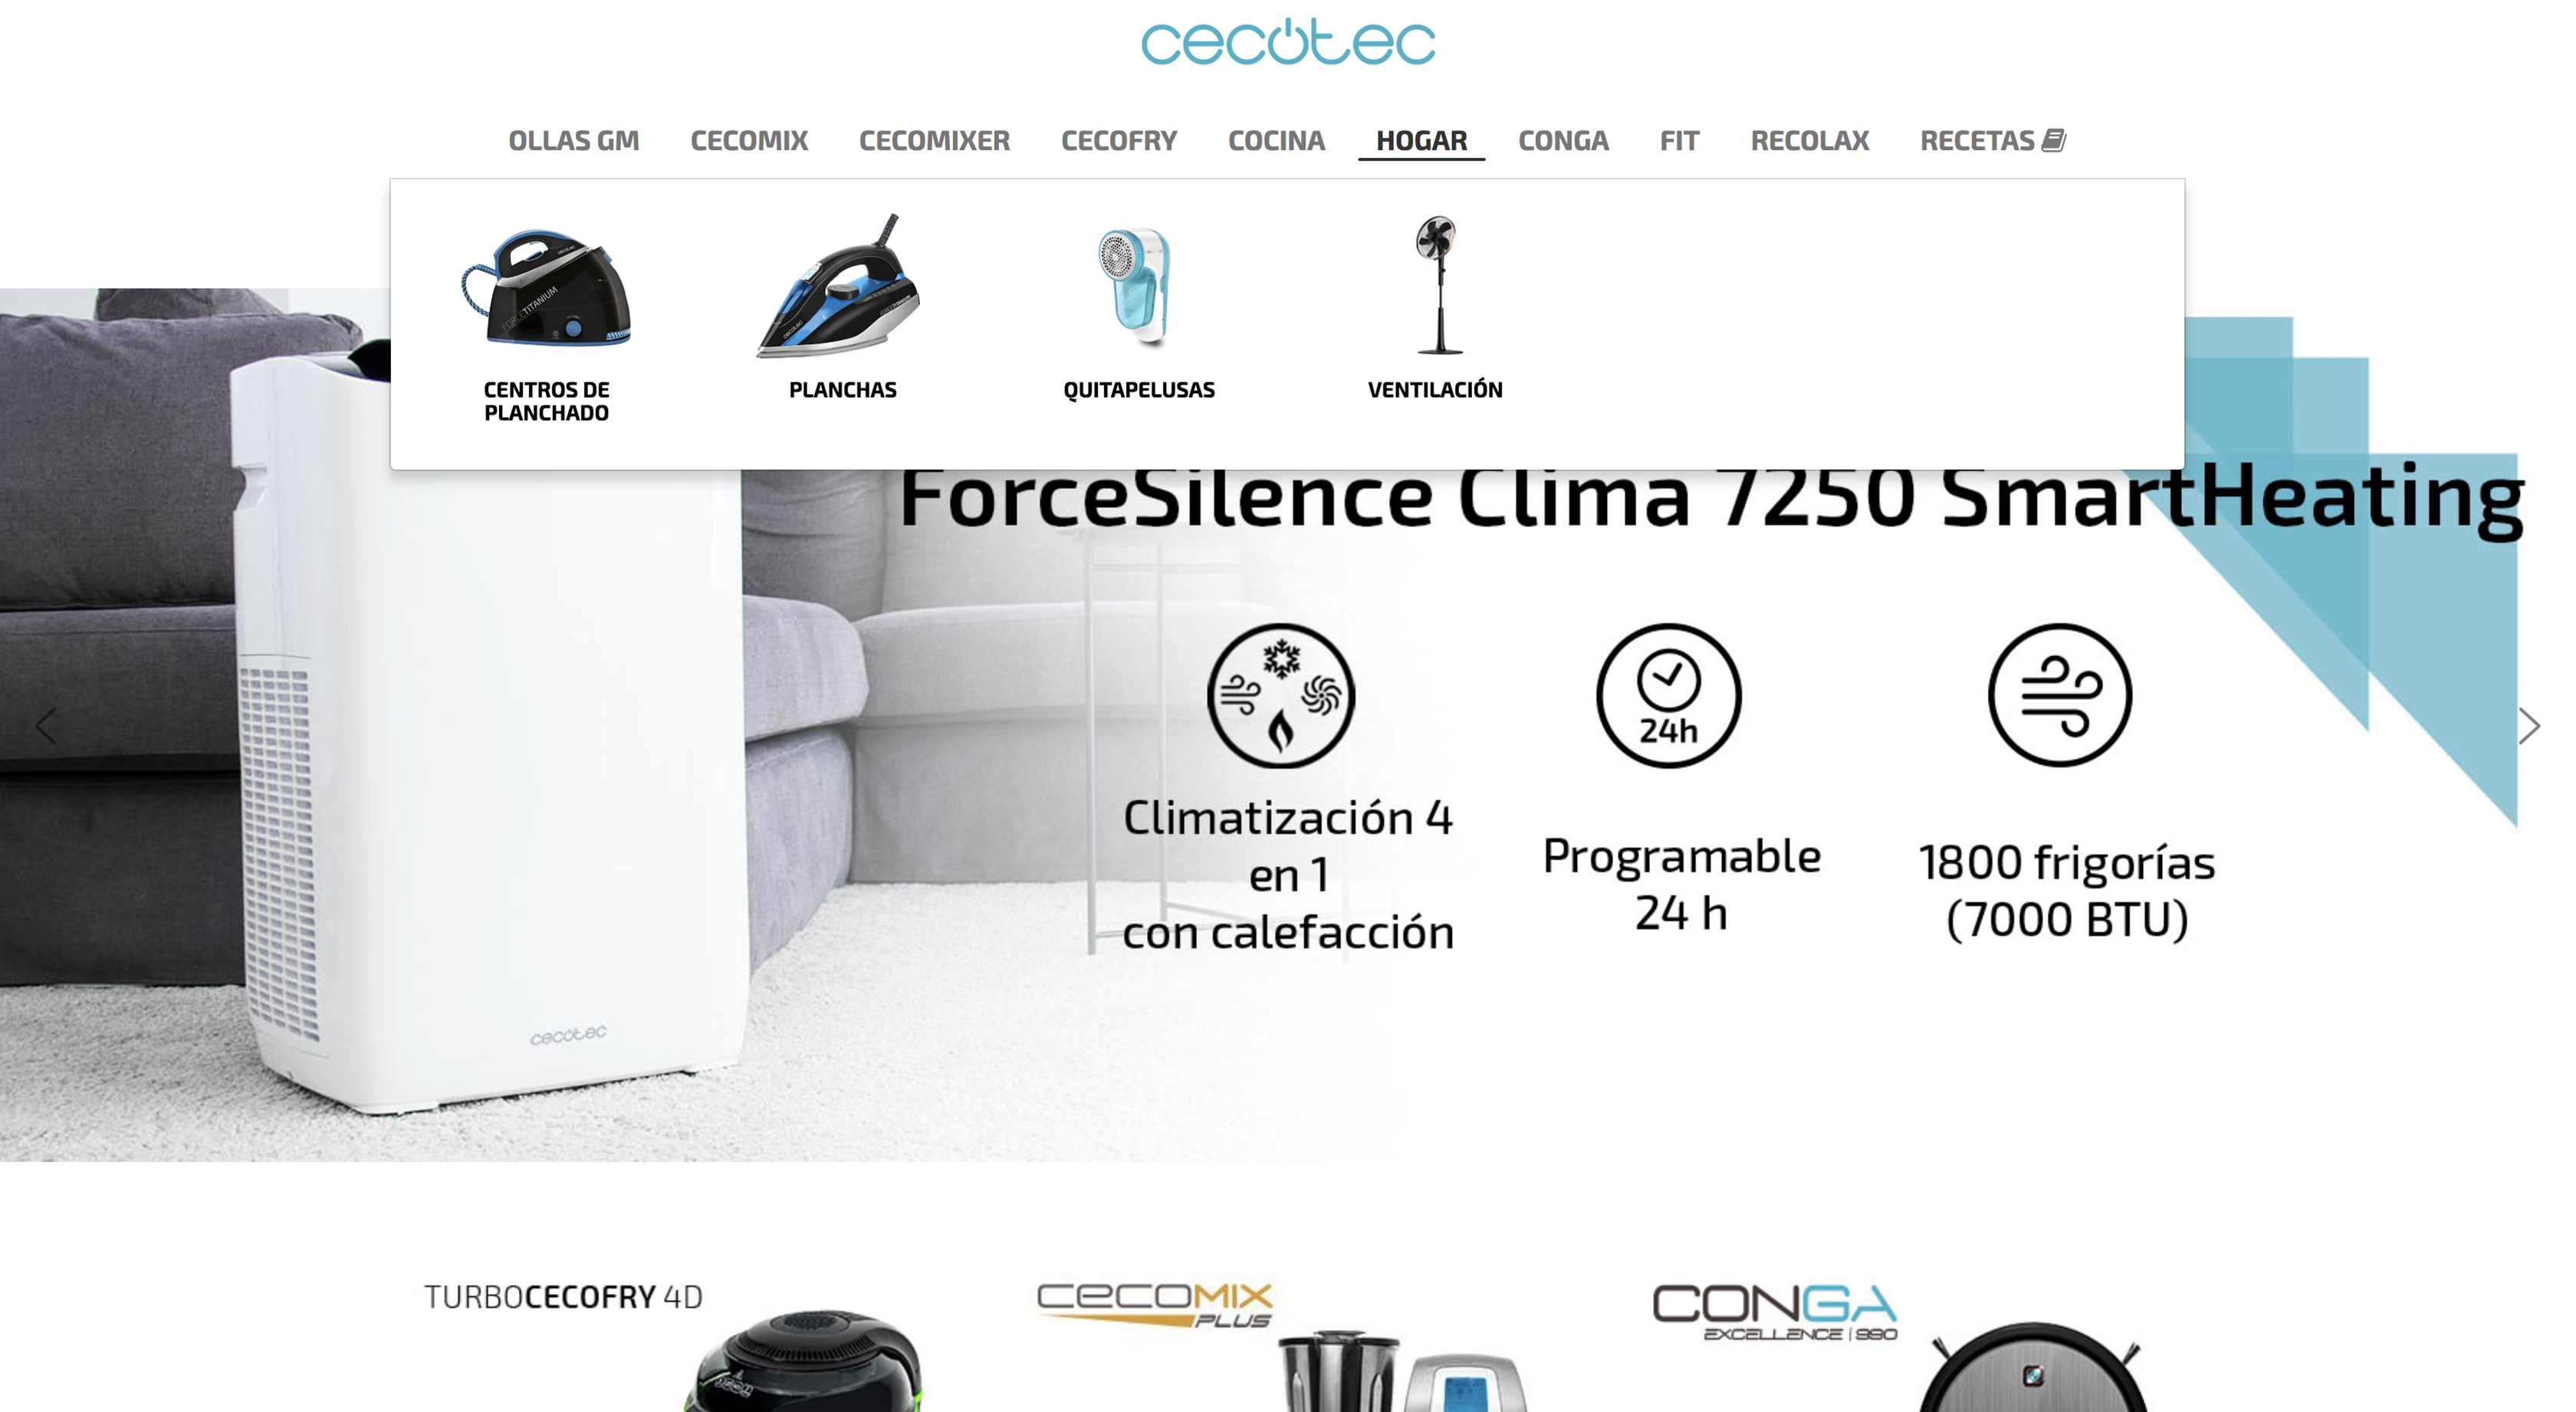 cecotec
OLLAS GM CECOMIX CECOMIXER CECOFRY COCINA HOGAR CONGA FIT RECOLAX RECETAS
FORCETITANIUM
CENTROS DE
PLANCHADO
PLANCHAS
QUITAPELUSAS
VENTILACIÓN
ForceSilence Clima 7250 SmartHeating
24h
Climatización 4
en 1
con calefacción
Programable
24 h
1800 frigorías
(7000 BTU)
cecotec
TURBOCECOFRY 4D
CECOMIX
PLUS
CONGA
EXCELLENCE | 990